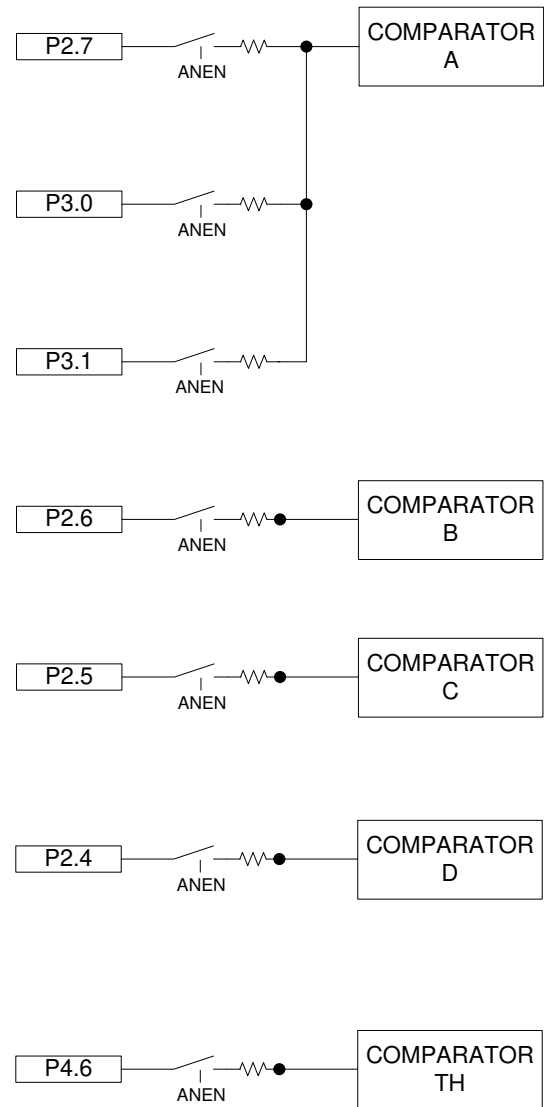 P2.7
ANEN
COMPARATOR
A
P3.0
ANEN
P3.1
ANEN
P2.6
ANEN
COMPARATOR
B
P2.5
ANEN
COMPARATOR
C
P2.4
ANEN
COMPARATOR
D
P4.6
ANEN
COMPARATOR
TH